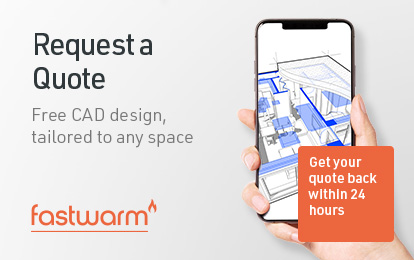 Request a
Quote
Free CAD design,
tailored to any space
Get your
quote back
within 24
hours
fastwarm